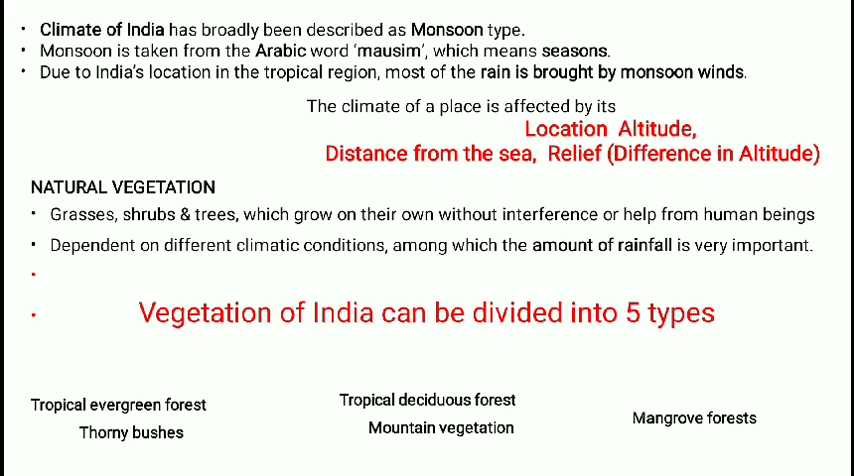 • Climate of India has broadly been described as Monsoon type.
• Monsoon is taken from the Arabic word ‘mausim’, which means seasons.
• Due to India’s location in the tropical region, most of the rain is brought by monsoon winds.
The climate of a place is affected by its
Location Altitude,
Distance from the sea, Relief (Difference in Altitude)
NATURAL VEGETATION
• Grasses, shrubs & trees, which grow on their own without interference or help from human beings
• Dependent on different climatic conditions, among which the amount of rainfall is very important.
•
• Vegetation of India can be divided into 5 types
Tropical evergreen forest
Thorny bushes
Tropical deciduous forest
Mountain vegetation
Mangrove forests